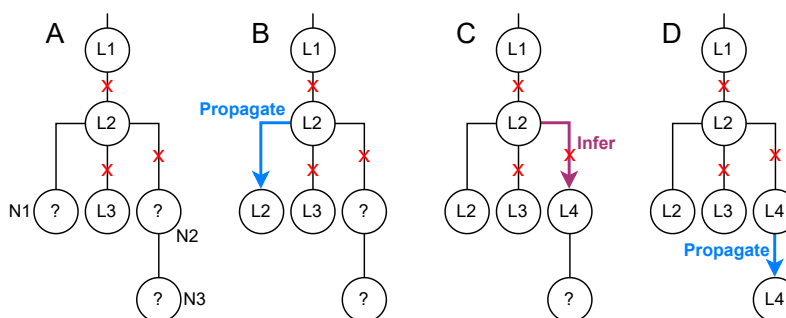 A
L1
X
L2
X
X
N1
?
L3
?
N2
?
N3
B
L1
X
Propagate
L2
X
X
L2
L3
?
?
C
L1
X
L2
X
X
Infer
L2
L3
L4
?
D
L1
X
L2
X
X
L2
L3
L4
Propagate
L4